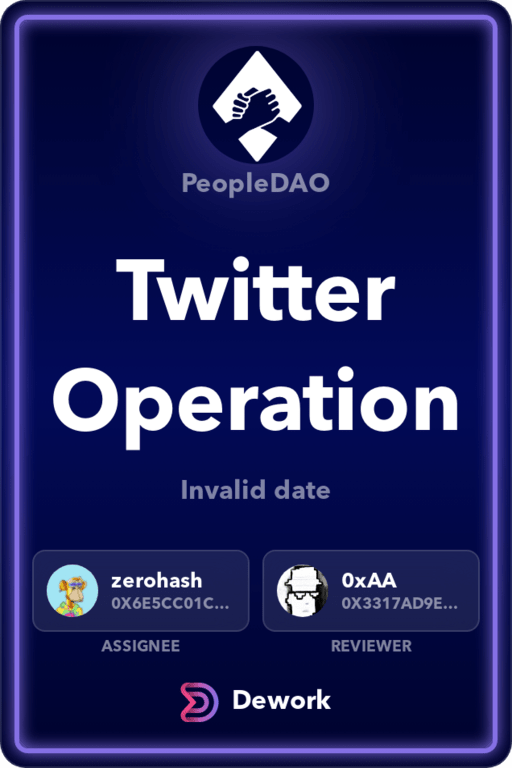 PeopleDAO
Twitter
Operation
Invalid date
zerohash
0X6E5CC01C...
ASSIGNEE
0xAA
0X3317AD9E...
REVIEWER
Dework